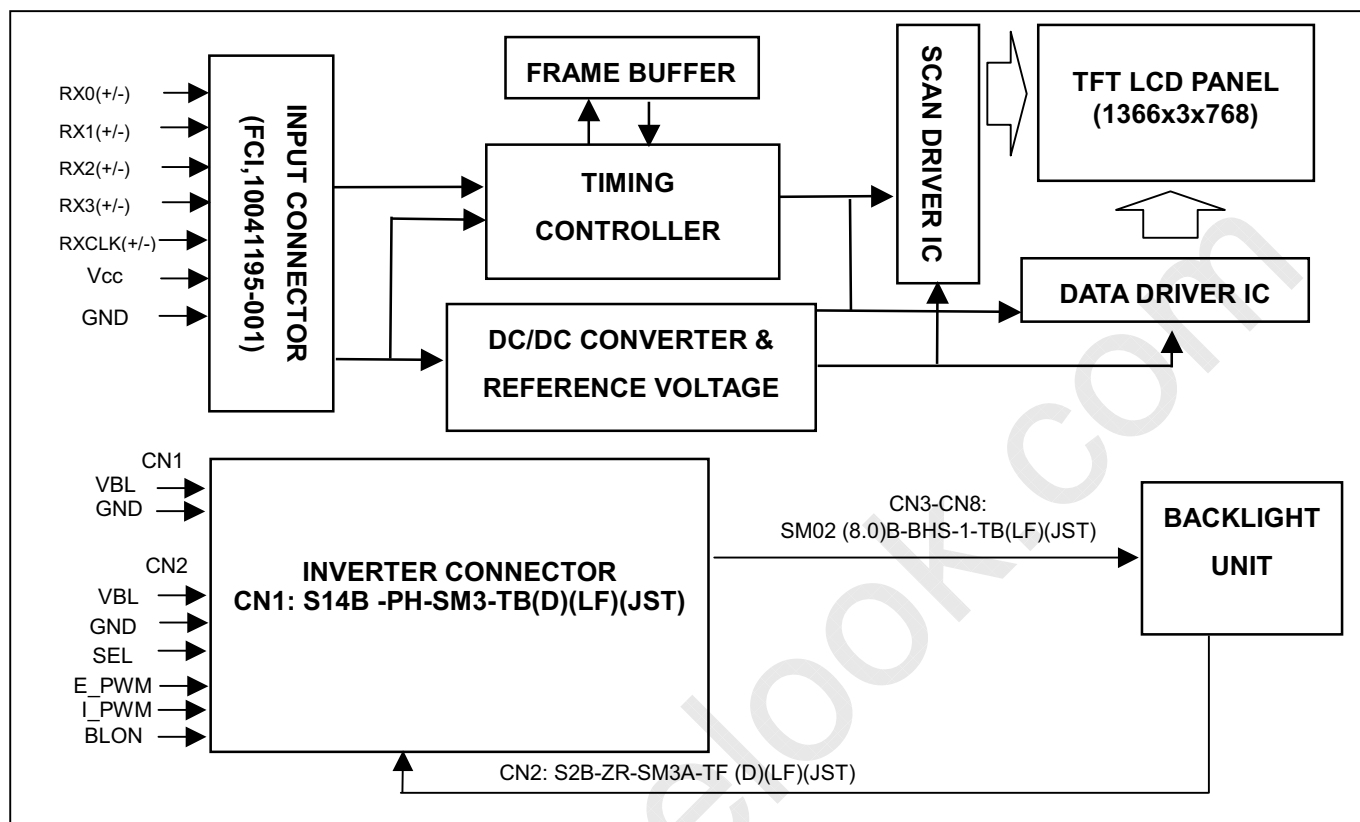 FRAME BUFFER
SCAN DRIVER IC
TFT LCD PANEL
(1366x3x768)
RX0(+/-)
RX1(+/-)
RX2(+/-)
RX3(+/-)
RXCLK(+/-)
Vcc
GND
INPUT CONNECTOR
(FCI,10041195-001)
TIMING
CONTROLLER
DATA DRIVER IC
DC/DC CONVERTER &
REFERENCE VOLTAGE
CN1
VBL
GND
CN2
VBL
GND
SEL
E_PWM
I_PWM
BLON
INVERTER CONNECTOR
CN1: S14B -PH-SM3-TB(D)(LF)(JST)
CN3-CN8:
SM02 (8.0)B-BHS-1-TB(LF)(JST)
BACKLIGHT
UNIT
CN2: S2B-ZR-SM3A-TF (D)(LF)(JST)
elook.com